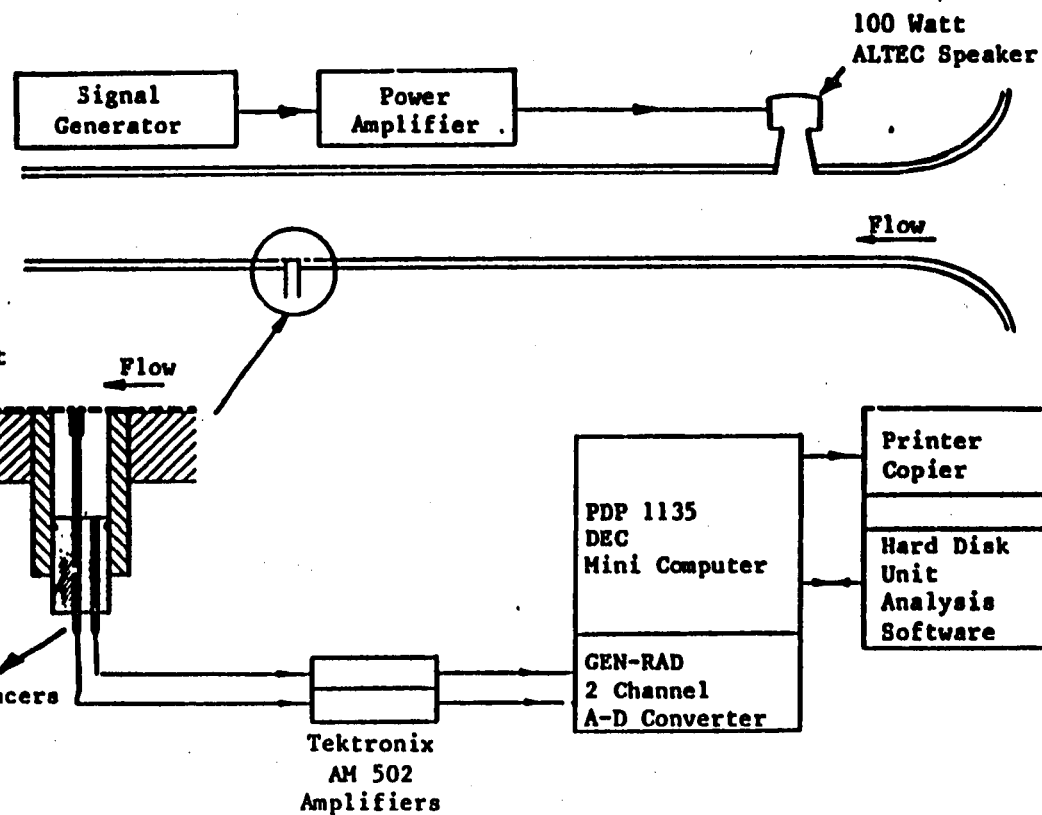 100 Watt
ALTEC Speaker
Signal
Generator
Power
Amplifier
Flow
Flow
PDP 1135
DEC
Mini Computer
Printer
Copier
Hard Disk
Unit
Analysis
Software
GEN-RAD
2 Channel
A-D Converter
Tektronix
AM 502
Amplifiers